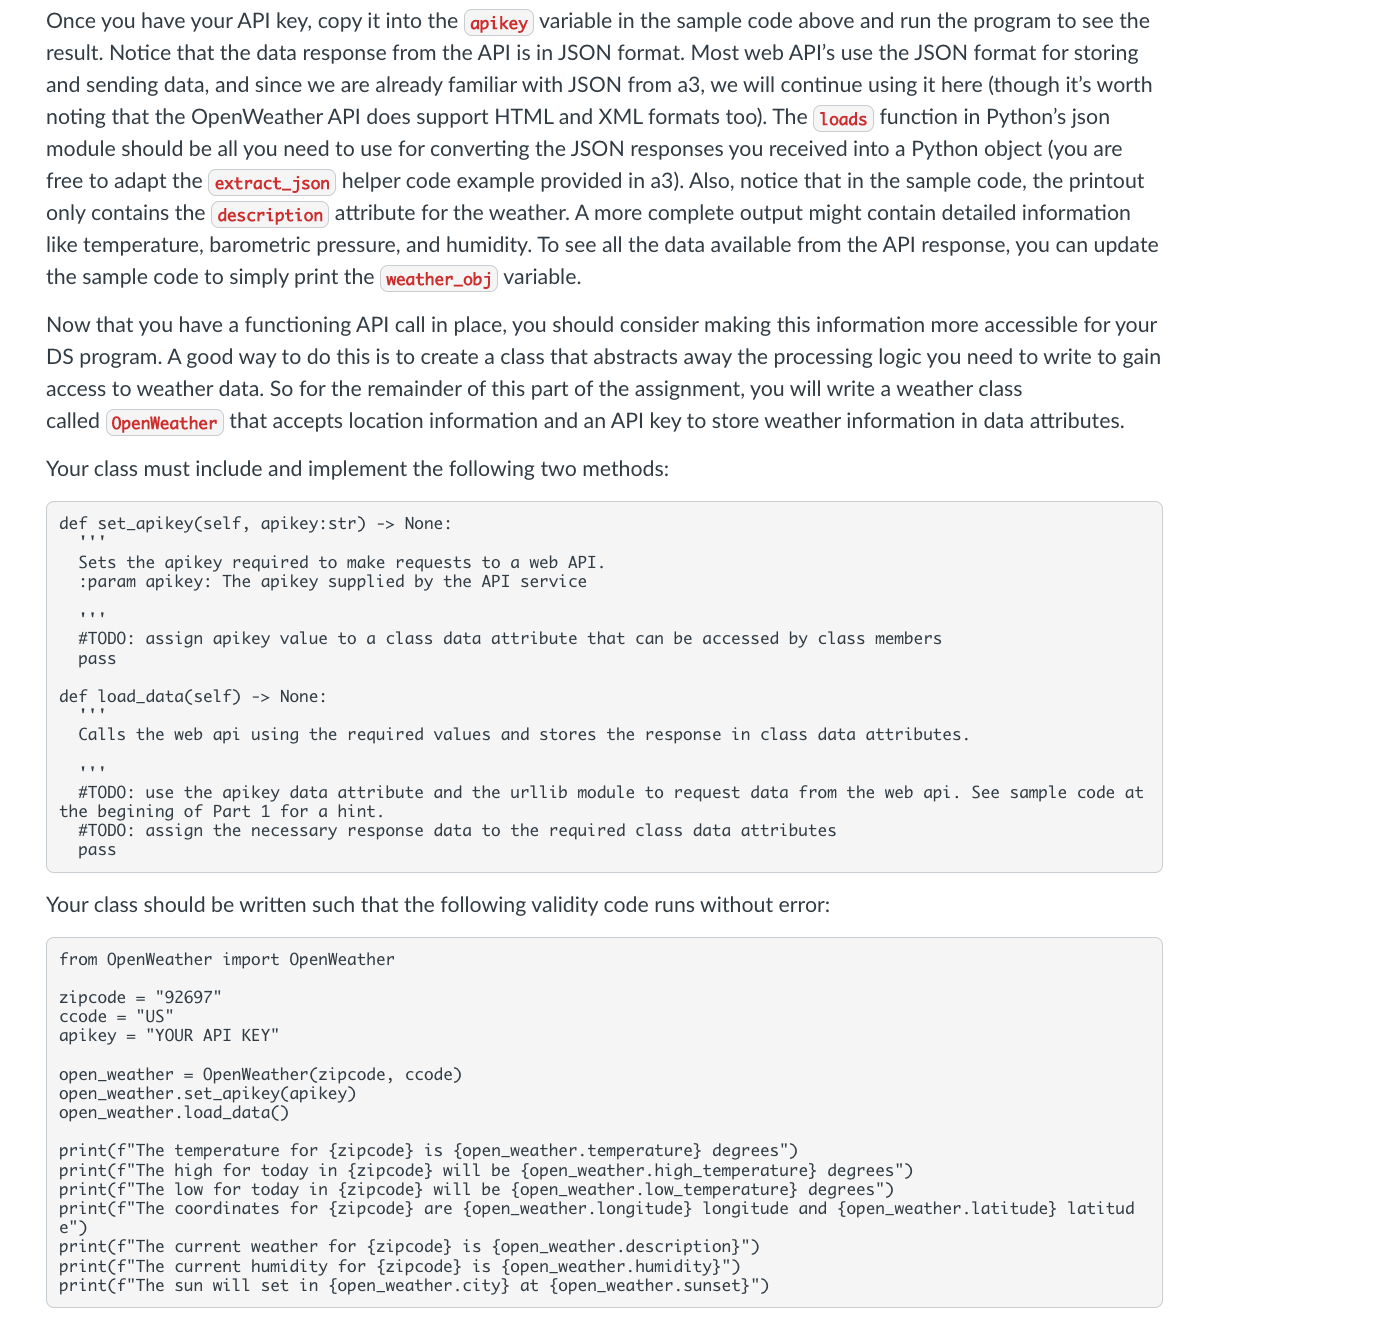 Once you have your API key, copy it into the apikey variable in the sample code above and run the program to see the
result. Notice that the data response from the API is in JSON format. Most web API’s use the JSON format for storing
and sending data, and since we are already familiar with JSON from a3, we will continue using it here (though it’s worth
noting that the OpenWeather API does support HTML and XML formats too). The loads function in Python’s json
module should be all you need to use for converting the JSON responses you received into a Python object (you are
free to adapt the extract_json helper code example provided in a3). Also, notice that in the sample code, the printout
only contains the description attribute for the weather. A more complete output might contain detailed information
like temperature, barometric pressure, and humidity. To see all the data available from the API response, you can update
the sample code to simply print the weather_obj variable.
Now that you have a functioning API call in place, you should consider making this information more accessible for your
DS program. A good way to do this is to create a class that abstracts away the processing logic you need to write to gain
access to weather data. So for the remainder of this part of the assignment, you will write a weather class
called OpenWeather that accepts location information and an API key to store weather information in data attributes.
Your class must include and implement the following two methods:
def set_apikey(self, apikey:str) -> None:
'''
Sets the apikey required to make requests to a web API.
:param apikey: The apikey supplied by the API service
'''
#TODO: assign apikey value to a class data attribute that can be accessed by class members
pass
def load_data(self) -> None:
'''
Calls the web api using the required values and stores the response in class data attributes.
'''
#TODO: use the apikey data attribute and the urllib module to request data from the web api. See sample code at
the begining of Part 1 for a hint.
#TODO: assign the necessary response data to the required class data attributes
pass
Your class should be written such that the following validity code runs without error:
from OpenWeather import OpenWeather
zipcode = "92697"
ccode = "US"
apikey = "YOUR API KEY"
open_weather = OpenWeather(zipcode, ccode)
open_weather.set_apikey(apikey)
open_weather.load_data()
print(f"The temperature for {zipcode} is {open_weather.temperature} degrees")
print(f"The high for today in {zipcode} will be {open_weather.high_temperature} degrees")
print(f"The low for today in {zipcode} will be {open_weather.low_temperature} degrees")
print(f"The coordinates for {zipcode} are {open_weather.longitude} longitude and {open_weather.latitude} latitud
e")
print(f"The current weather for {zipcode} is {open_weather.description}")
print(f"The current humidity for {zipcode} is {open_weather.humidity}")
print(f"The sun will set in {open_weather.city} at {open_weather.sunset}")